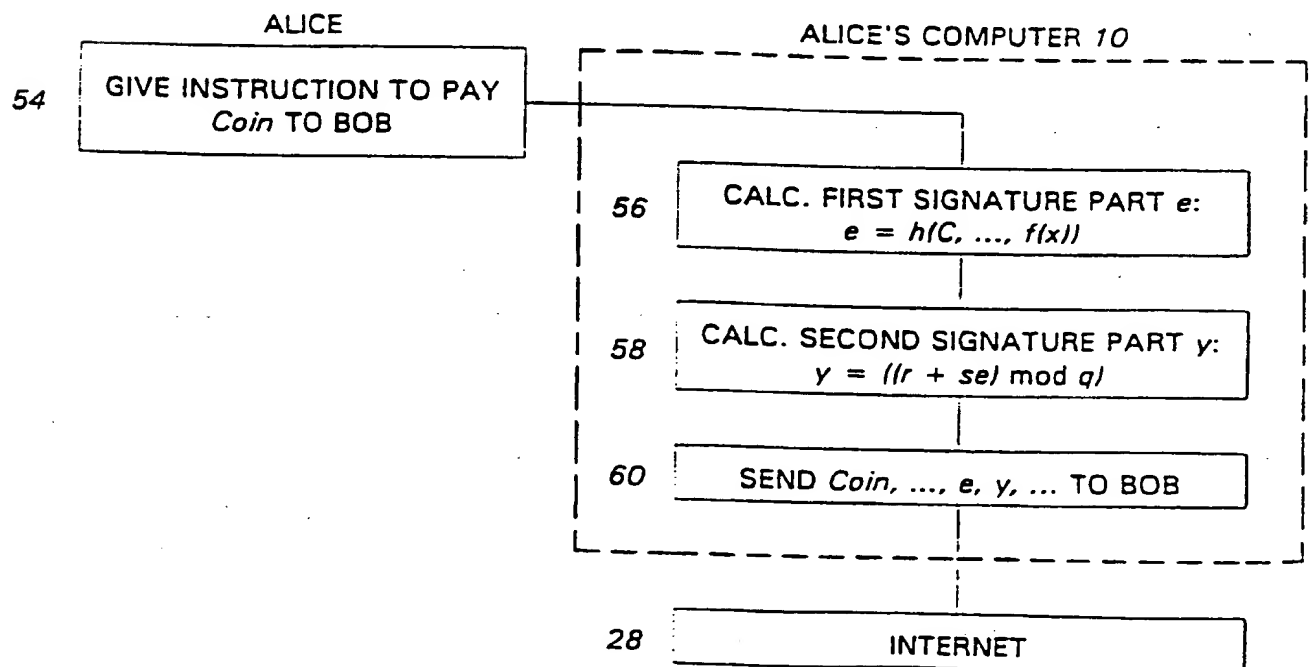 ALICE
ALICE'S COMPUTER 10
54
GIVE INSTRUCTION TO PAY
Coin TO BOB
56
CALC. FIRST SIGNATURE PART e:
e = h(C, ..., f(x))
58
CALC. SECOND SIGNATURE PART y:
y = ((r + se) mod q)
60
SEND Coin, ..., e, y, ... TO BOB
28
INTERNET